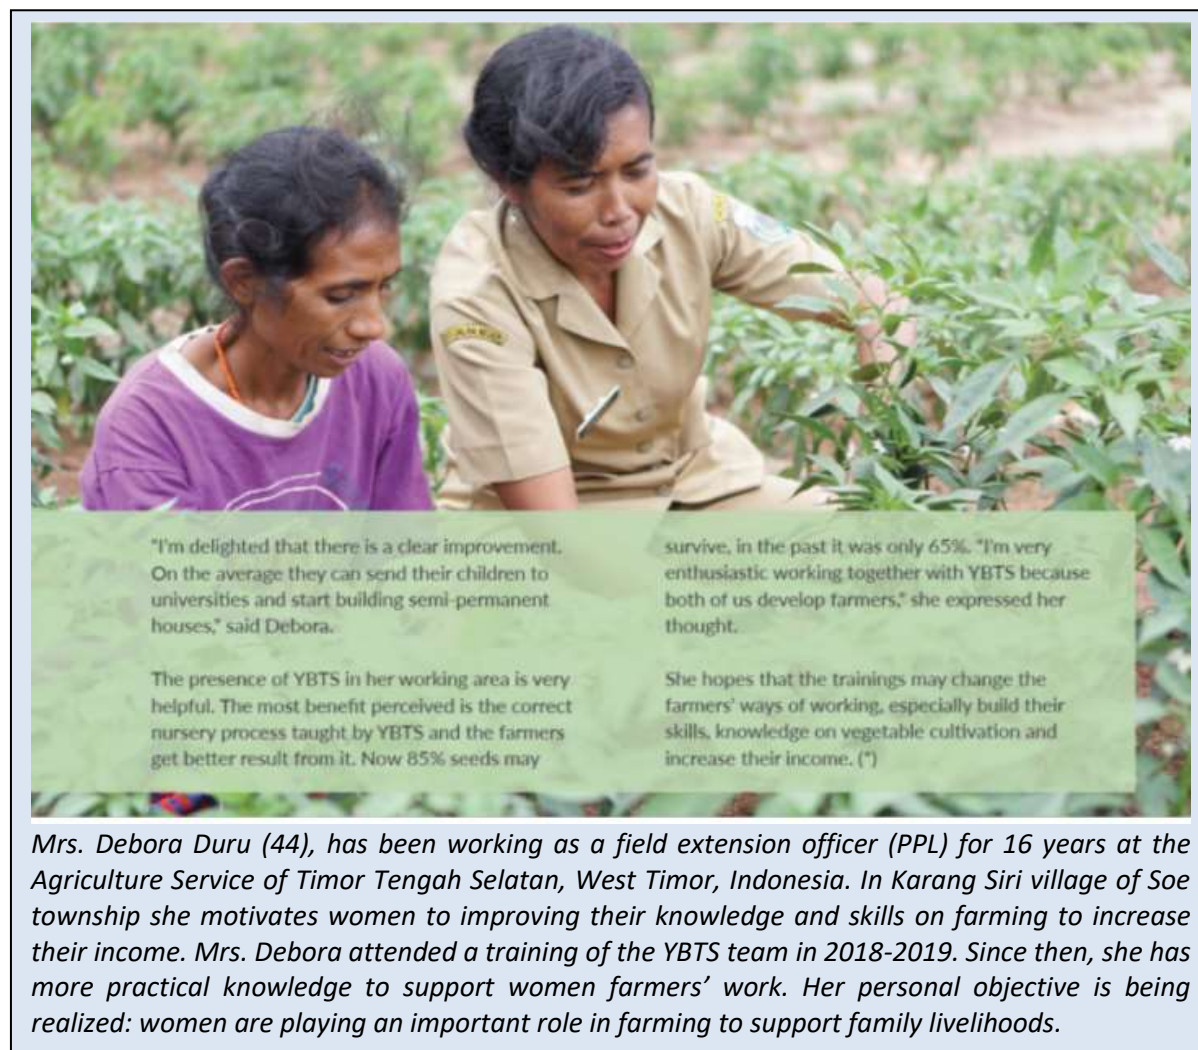 "I'm delighted that there is a clear improvement.
On the average they can send their children to
universities and start building semi-permanent
houses," said Debora.
The presence of YBTS in her working area is very
helpful. The most benefit perceived is the correct
nursery process taught by YBTS and the farmers
get better result from it. Now 85% seeds may
survive, in the past it was only 65%. "I'm very
enthusiastic working together with YBTS because
both of us develop farmers," she expressed her
thought.
She hopes that the trainings may change the
farmers' ways of working, especially build their
skills, knowledge on vegetable cultivation and
increase their income. (*)
Mrs. Debora Duru (44), has been working as a field extension officer (PPL) for 16 years at the
Agriculture Service of Timor Tengah Selatan, West Timor, Indonesia. In Karang Siri village of Soe
township she motivates women to improving their knowledge and skills on farming to increase
their income. Mrs. Debora attended a training of the YBTS team in 2018-2019. Since then, she has
more practical knowledge to support women farmers' work. Her personal objective is being
realized: women are playing an important role in farming to support family livelihoods.